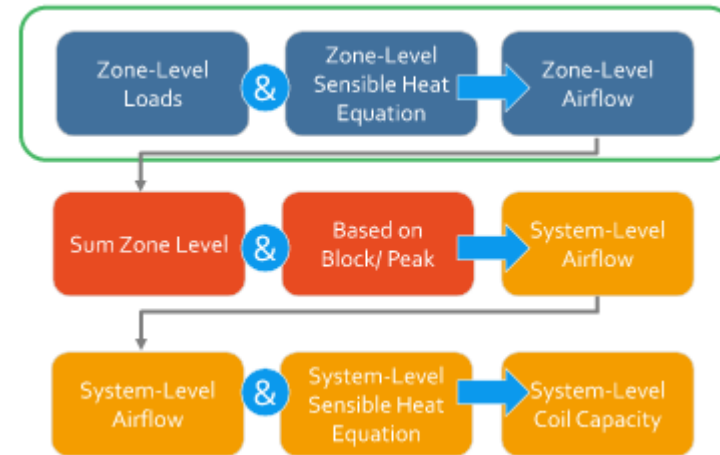 Zone-Level
Loads
&
Zone-Level
Sensible Heat
Equation
Zone-Level
Airflow
Sum Zone Level
&
Based on
Block/ Peak
System-Level
Airflow
System-Level
Airflow
&
System-Level
Sensible Heat
Equation
System-Level
Coil Capacity